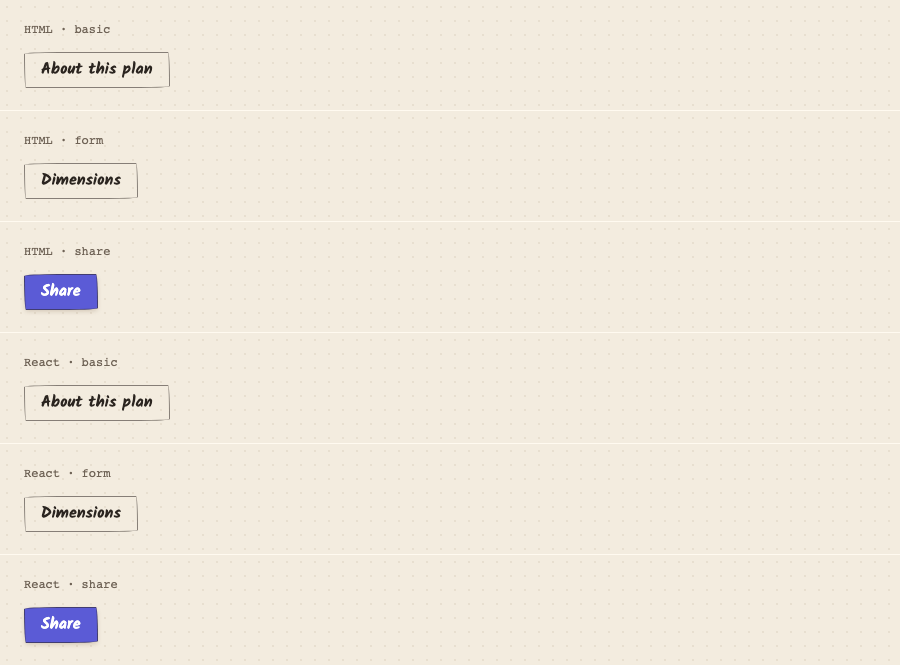 HTML · basic
About this plan
HTML · form
Dimensions
HTML · share
Share
React · basic
About this plan
React · form
Dimensions
React · share
Share